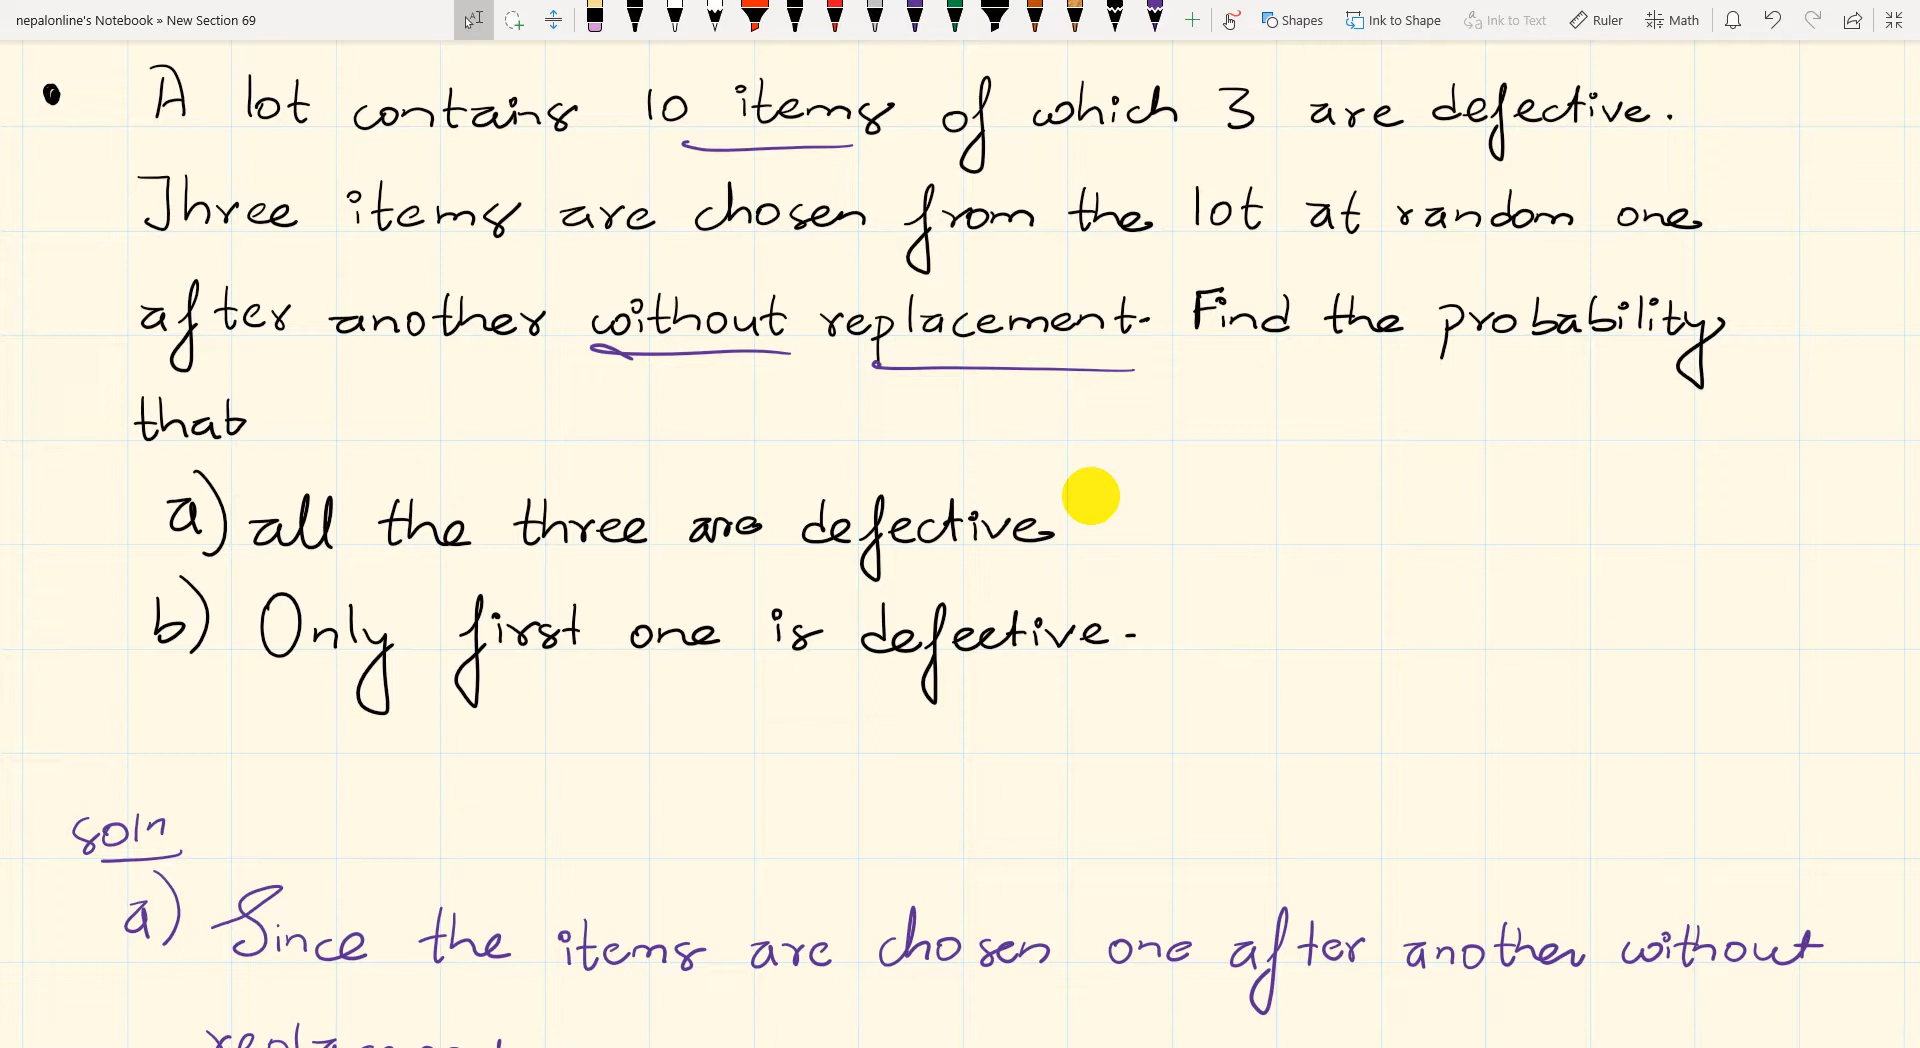 nepalonline's Notebook » New Section 69
Shapes Ink to Shape Ink to Text Ruler Math
A lot contains 10 items of which 3 are defective.
Three items are chosen from the lot at random one
after another without replacement. Find the probability
that
a) all the three are defective
b) Only first one is defective.
soln
a) Since the items are chosen one after another without